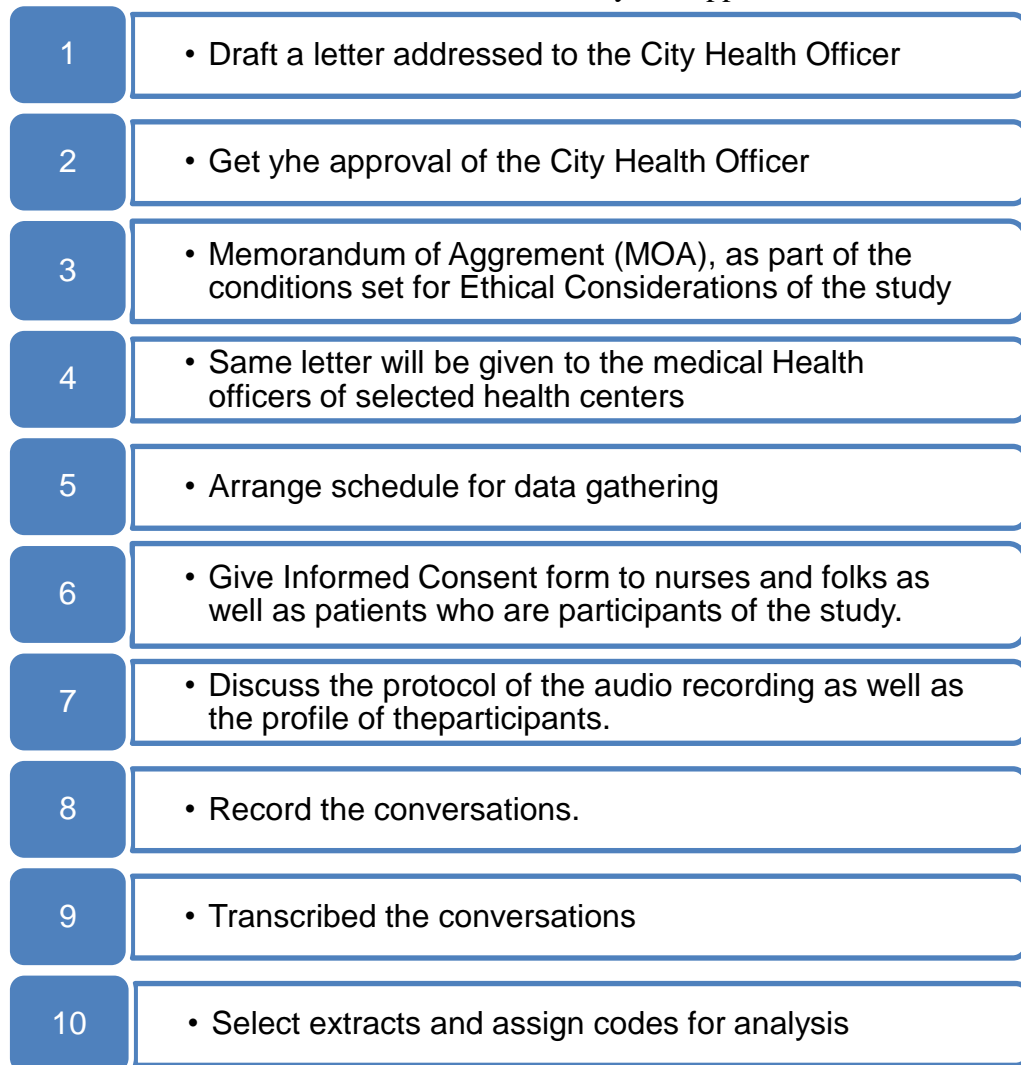 1
• Draft a letter addressed to the City Health Officer
2
• Get yhe approval of the City Health Officer
3
• Memorandum of Aggrement (MOA), as part of the
conditions set for Ethical Considerations of the study
4
• Same letter will be given to the medical Health
officers of selected health centers
5
• Arrange schedule for data gathering
6
• Give Informed Consent form to nurses and folks as
well as patients who are participants of the study.
7
• Discuss the protocol of the audio recording as well as
the profile of theparticipants.
8
• Record the conversations.
9
• Transcribed the conversations
10
• Select extracts and assign codes for analysis